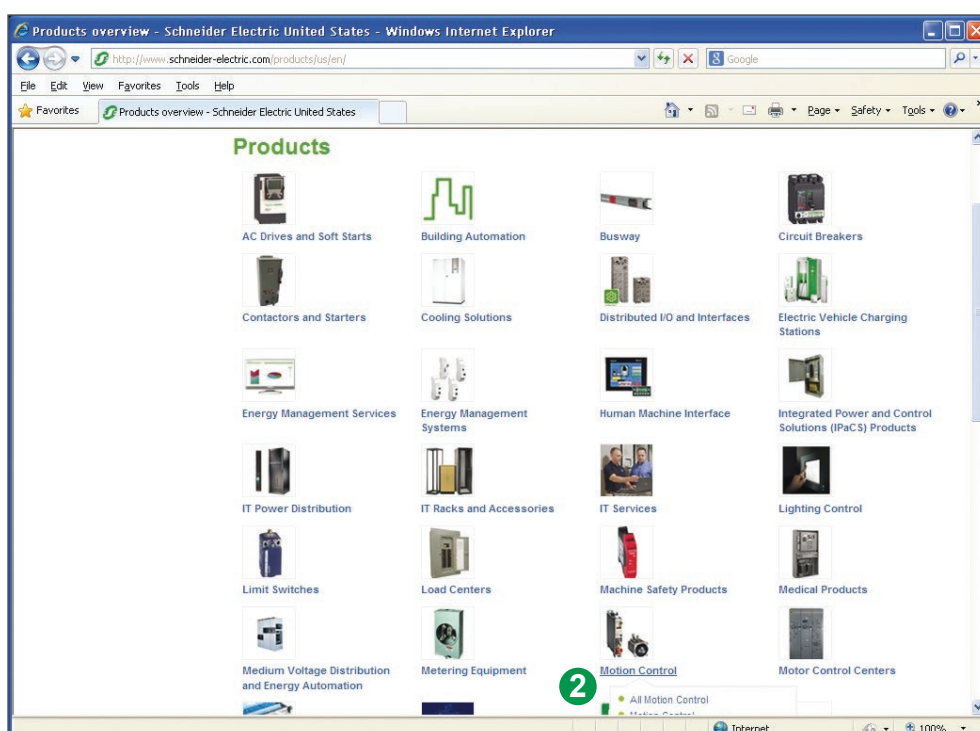 Products overview - Schneider Electric United States - Windows Internet Explorer
http://www.schneider-electric.com/products/us/en/
Google
File Edit View Favorites Tools Help
Favorites
Products overview - Schneider Electric United States
Page Safety Tools
Products
AC Drives and Soft Starts
Building Automation
Busway
Circuit Breakers
Contactors and Starters
Cooling Solutions
Distributed I/O and Interfaces
Electric Vehicle Charging
Stations
Energy Management Services
Energy Management
Systems
Human Machine Interface
Integrated Power and Control
Solutions (IPaCS) Products
IT Power Distribution
IT Racks and Accessories
IT Services
Lighting Control
Limit Switches
Load Centers
Machine Safety Products
Medical Products
Medium Voltage Distribution
and Energy Automation
Metering Equipment
Motion Control
Motor Control Centers
2
All Motion Control
Motion Control
Internet
100%